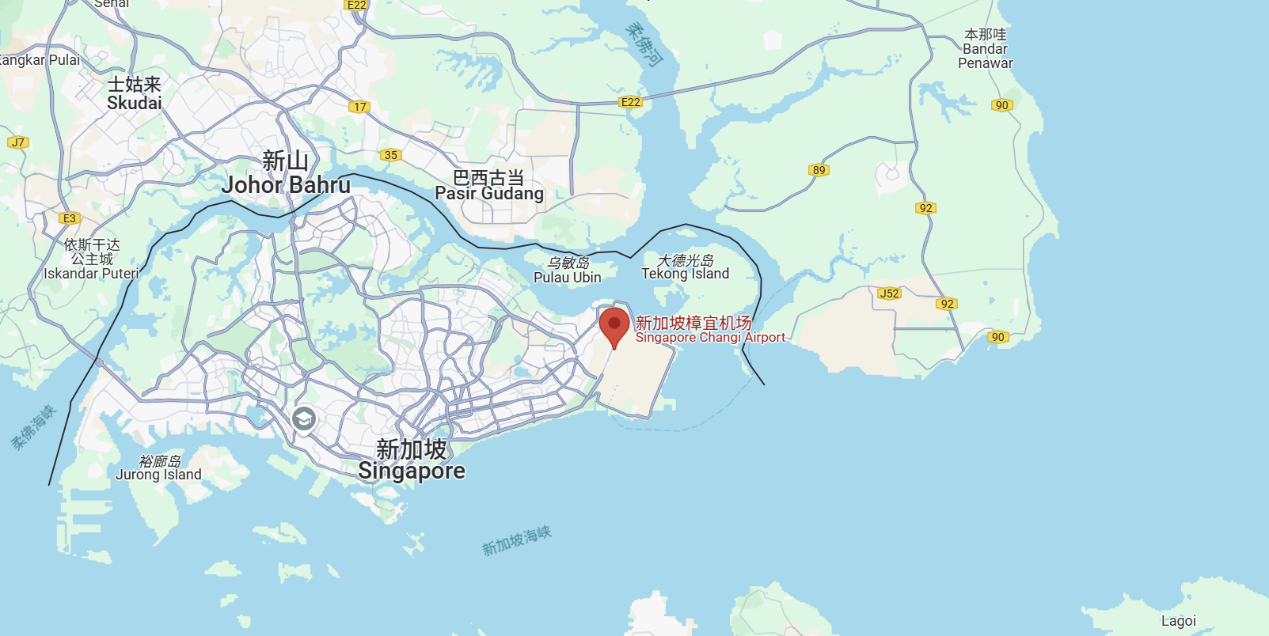 Senai
E22
柔佛河
本那哇
Bandar
Penawar
士姑来
Skudai
E22
17
90
J7
35
新山
Johor Bahru
巴西古当
Pasir Gudang
89
92
E3
依斯干达
公主城
Iskandar Puteri
乌敏岛
Pulau Ubin
大德光岛
Tekong Island
J52
92
新加坡樟宜机场
Singapore Changi Airport
90
柔佛海峡
新加坡
Singapore
裕廊岛
Jurong Island
新加坡海峡
Lagoi